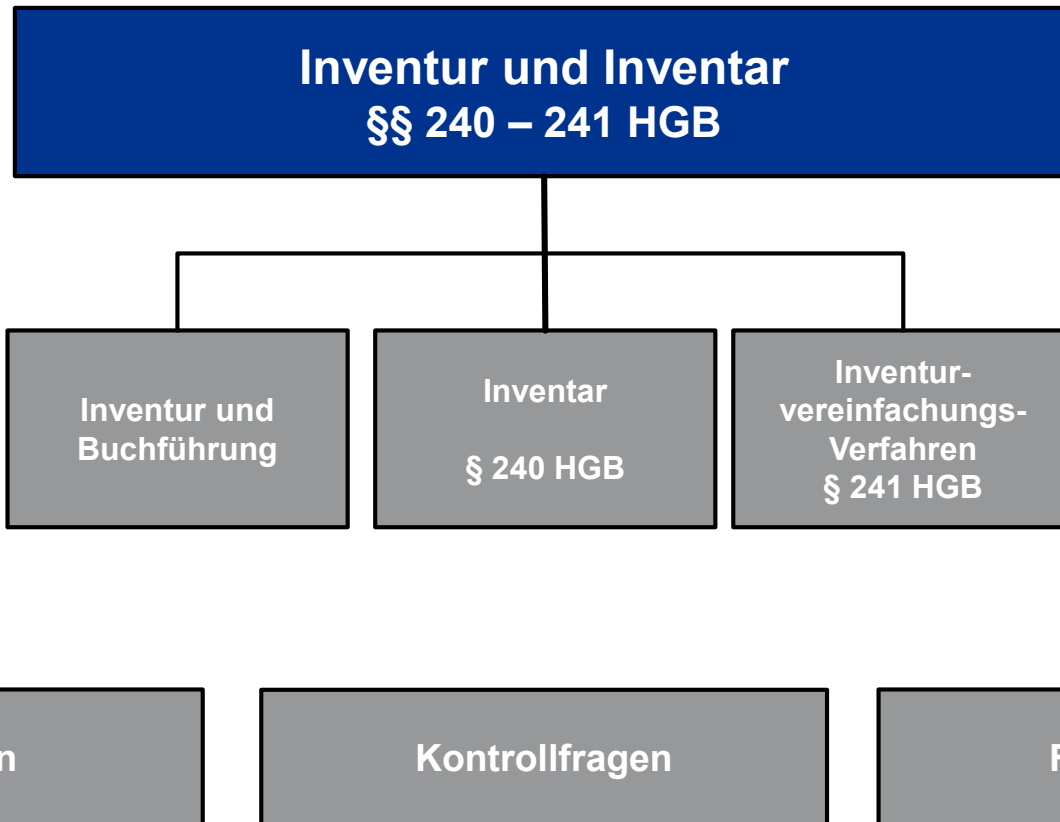 Inventur und Inventar
§§ 240 – 241 HGB
Inventur und
Buchführung
Inventar
§ 240 HGB
Inventur-
vereinfachungs-
Verfahren
§ 241 HGB
n
Kontrollfragen